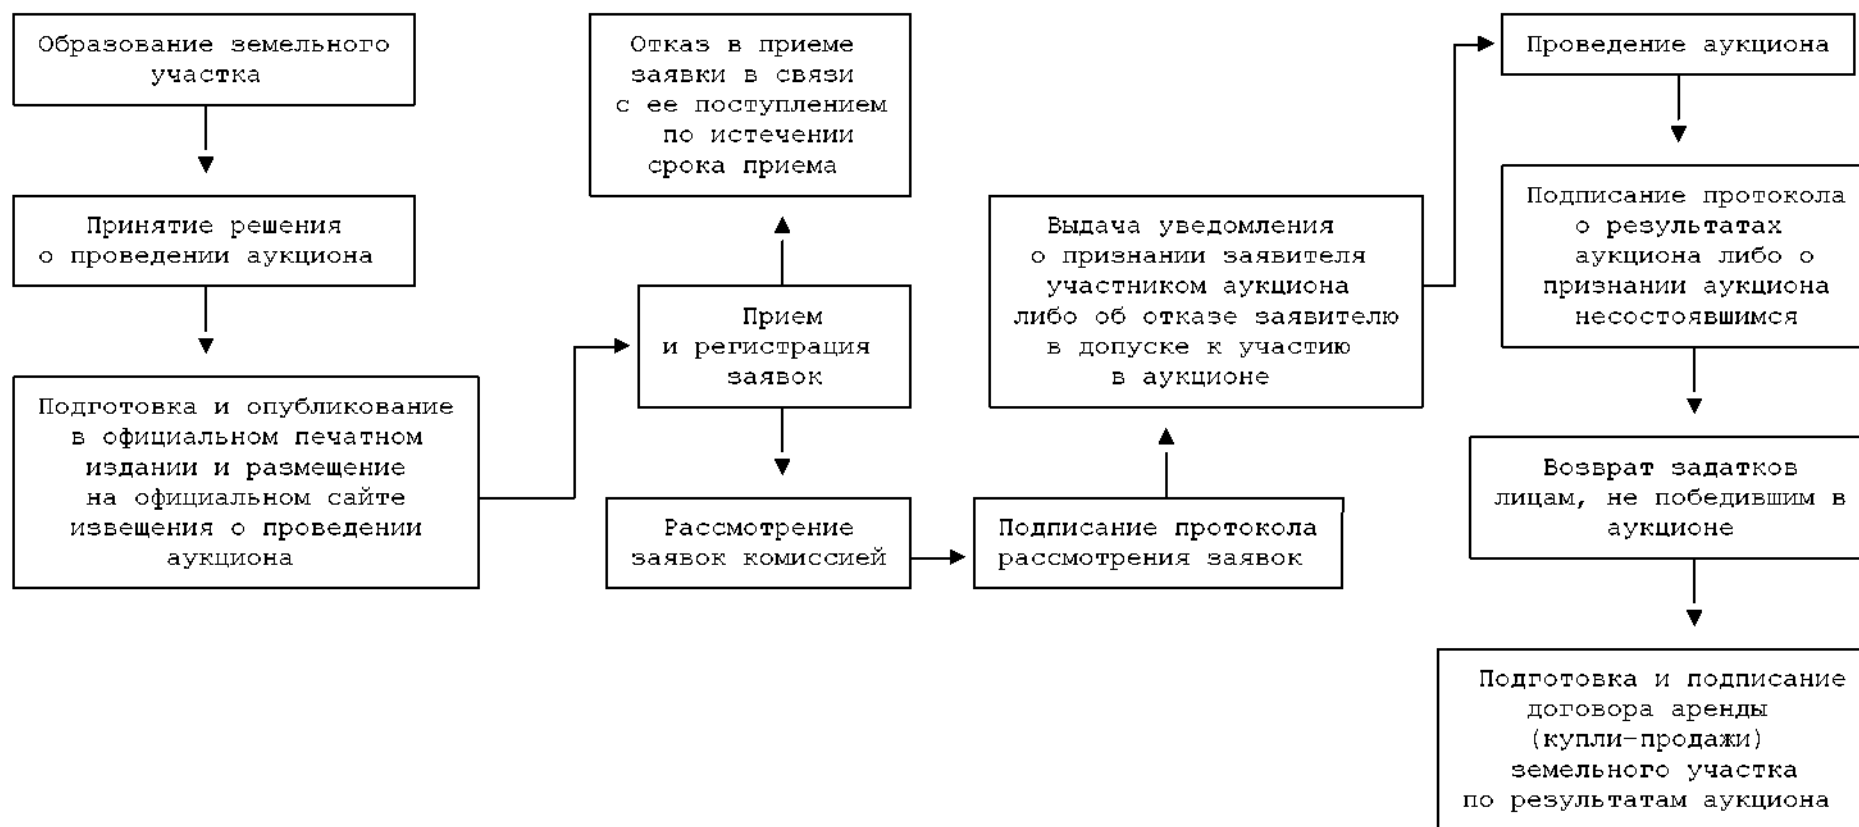 Образование земельного
участка
Принятие решения
о проведении аукциона
Подготовка и опубликование
в официальном печатном
издании и размещение
на официальном сайте
извещения о проведении
аукциона
Отказ в приеме
заявки в связи
с ее поступлением
по истечении
срока приема
Прием
и регистрация
заявок
Рассмотрение
заявок комиссией
Подписание протокола
рассмотрения заявок
Выдача уведомления
о признании заявителя
участником аукциона
либо об отказе заявителю
в допуске к участию
в аукционе
Проведение аукциона
Подписание протокола
о результатах
аукциона либо о
признании аукциона
несостоявшимся
Возврат задатков
лицам, не победившим в
аукционе
Подготовка и подписание
договора аренды
(купли-продажи)
земельного участка
по результатам аукциона